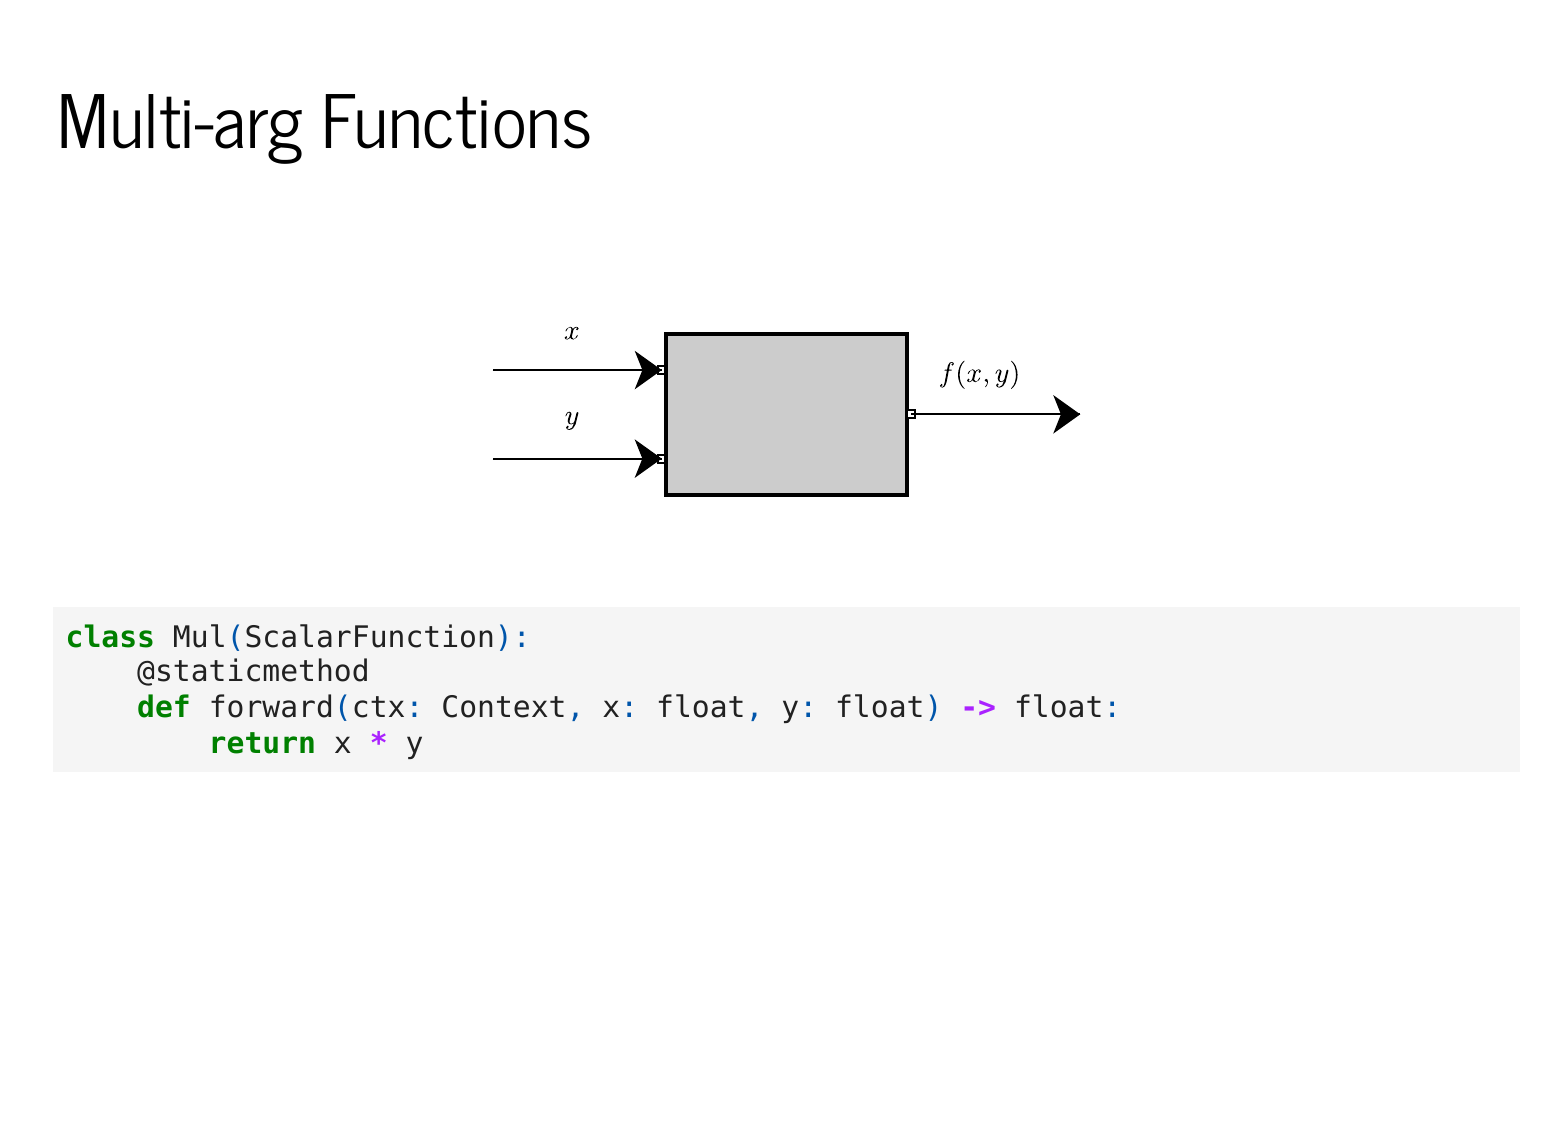 Multi-arg Functions
x
y
f(x, y)
class Mul(ScalarFunction):
    @staticmethod
    def forward(ctx: Context, x: float, y: float) -> float:
        return x * y